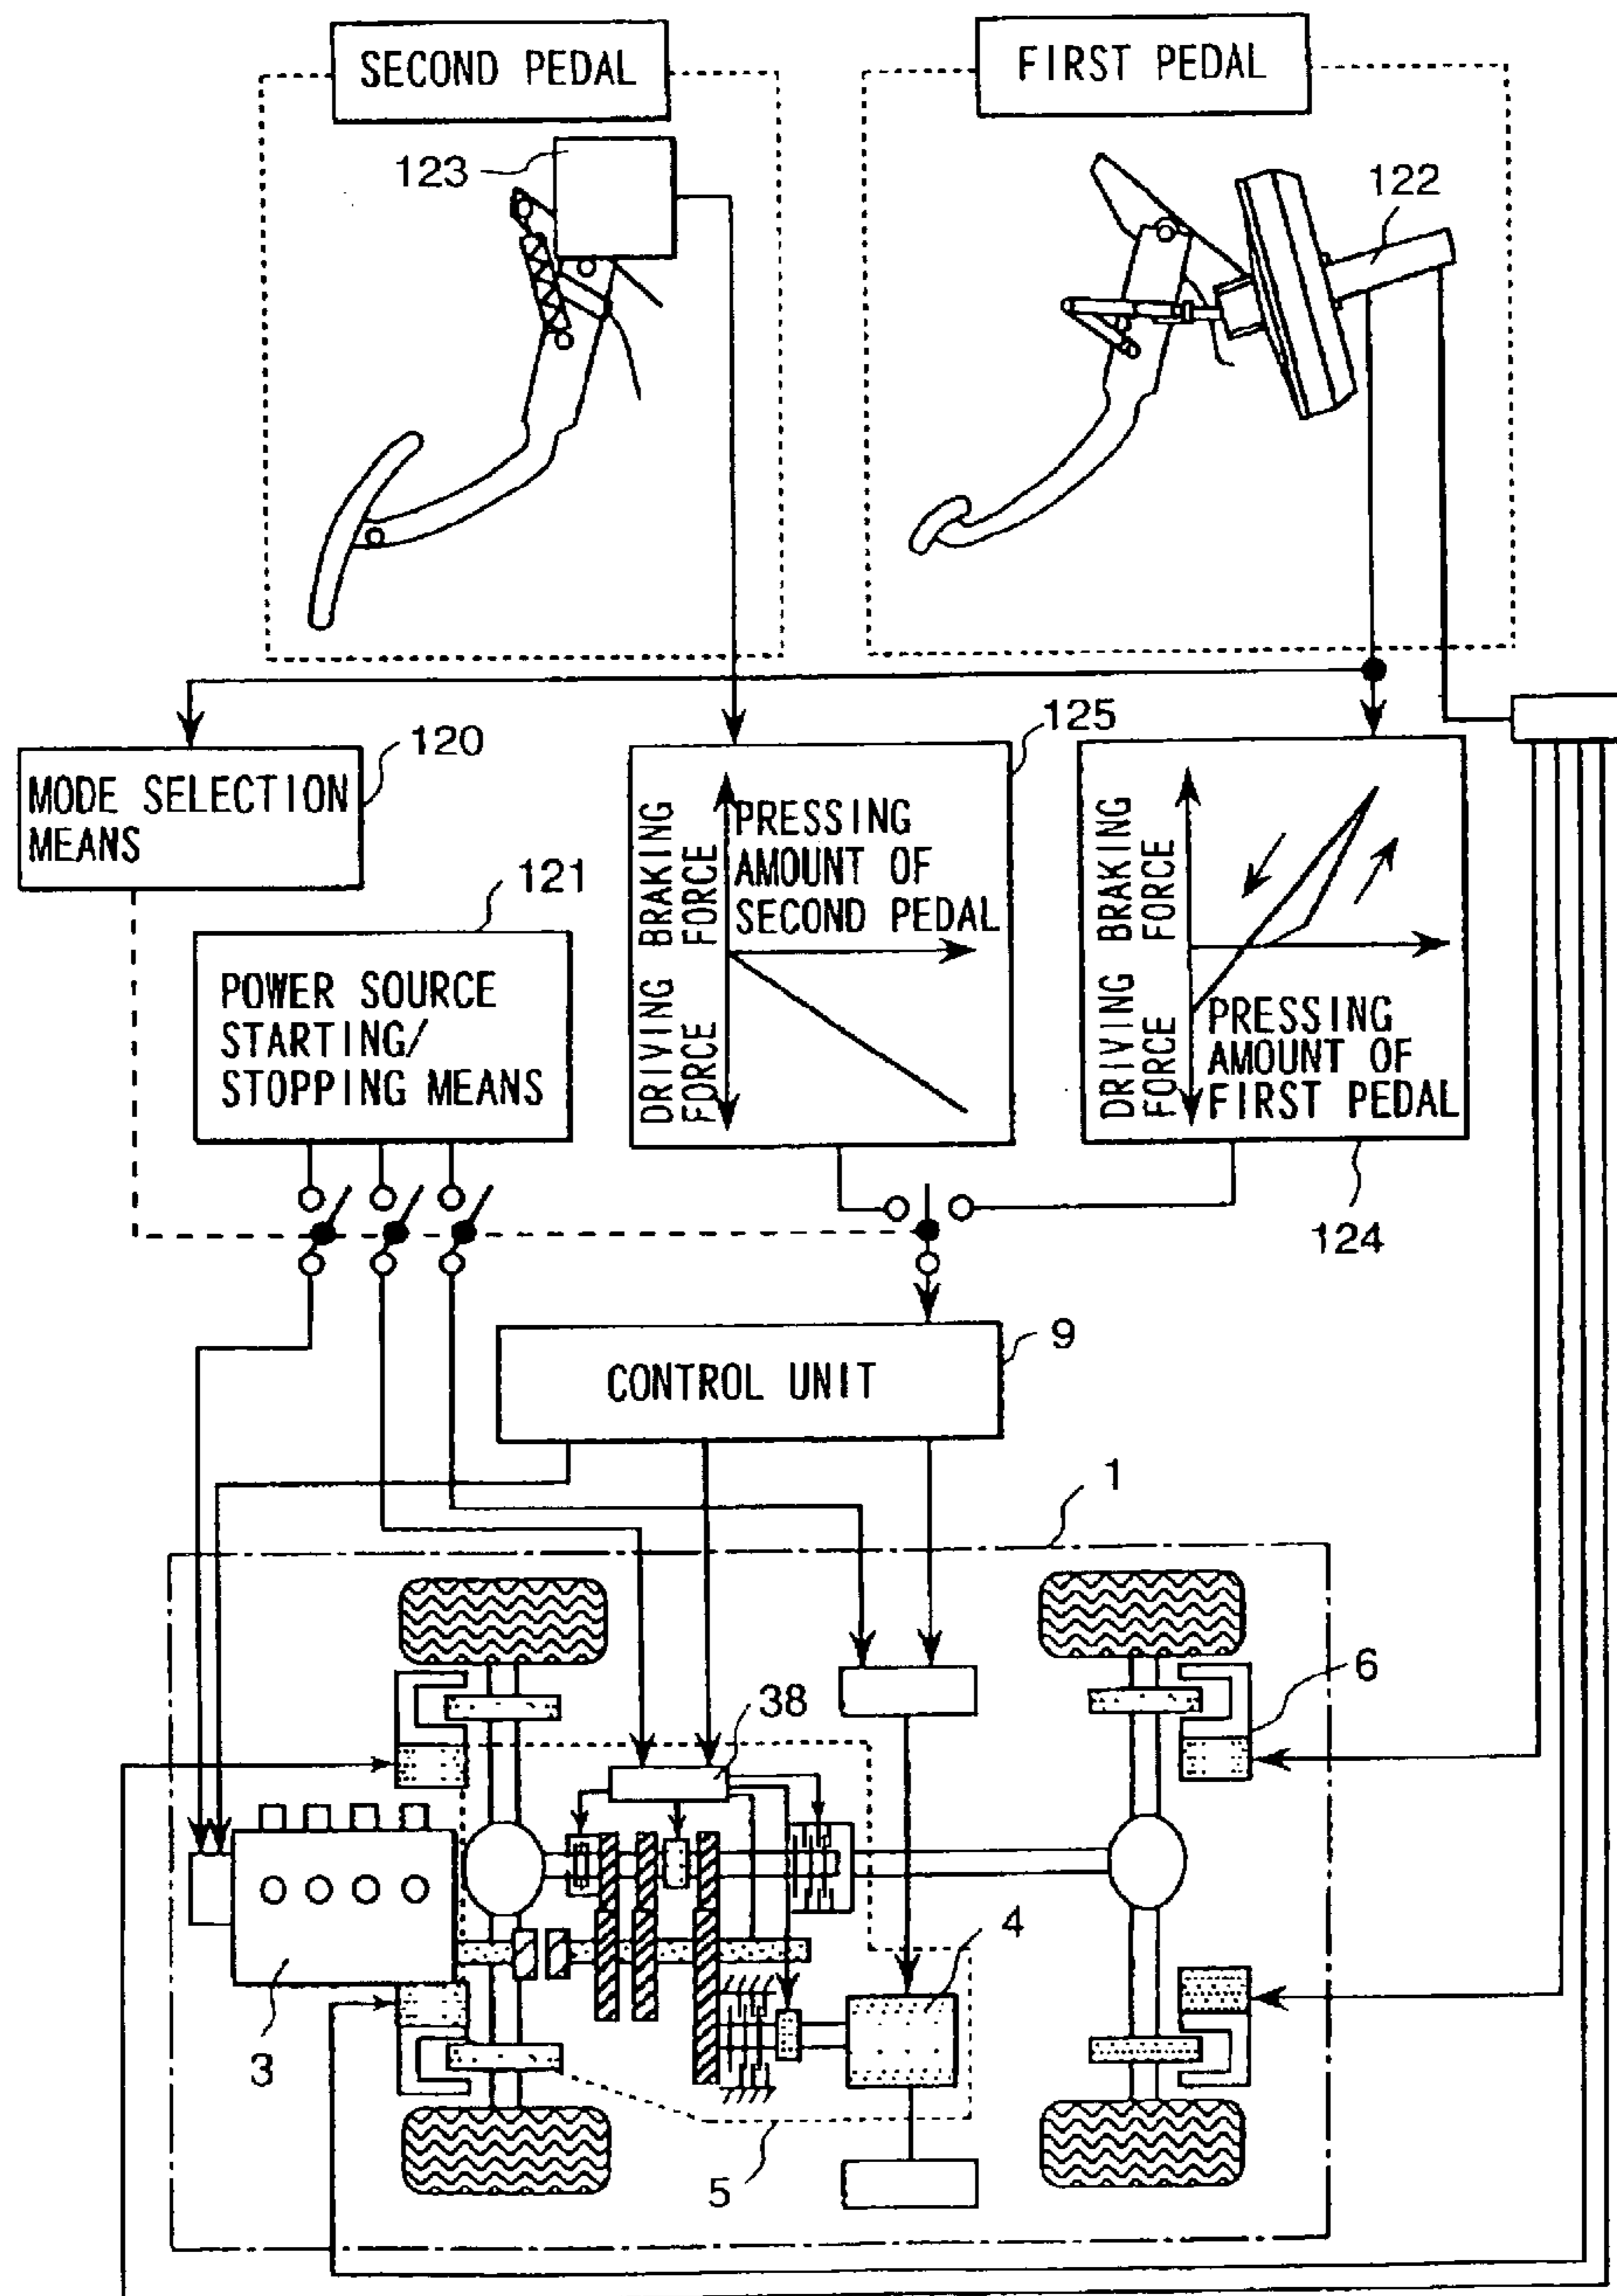 SECOND PEDAL
FIRST PEDAL
123
122
120
MODE SELECTION
MEANS
121
POWER SOURCE
STARTING/
STOPPING MEANS
125
DRIVING BRAKING
FORCE FORCE
PRESSING
AMOUNT OF
SECOND PEDAL
DRIVING BRAKING
FORCE FORCE
PRESSING
AMOUNT OF
FIRST PEDAL
124
CONTROL UNIT
9
1
6
38
4
3
5